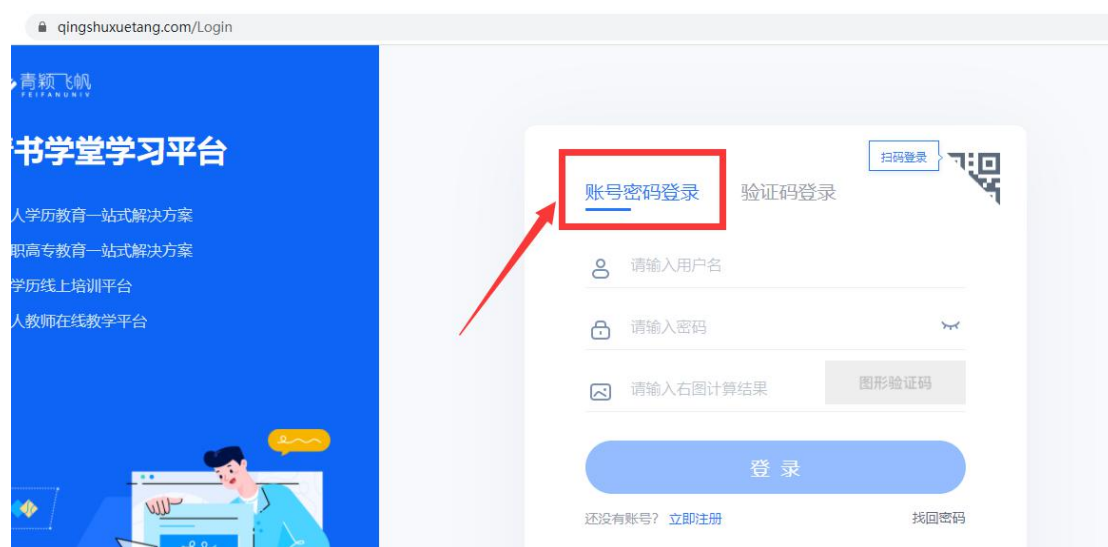 qingshuxuetang.com/Login
青颖飞帆
FEIFANUNIV
书学堂学习平台
人学历教育一站式解决方案
职高专教育一站式解决方案
学历线上培训平台
人教师在线教学平台
扫码登录
账号密码登录
验证码登录
请输入用户名
请输入密码
请输入右图计算结果
图形验证码
登 录
还没有账号？ 立即注册
找回密码